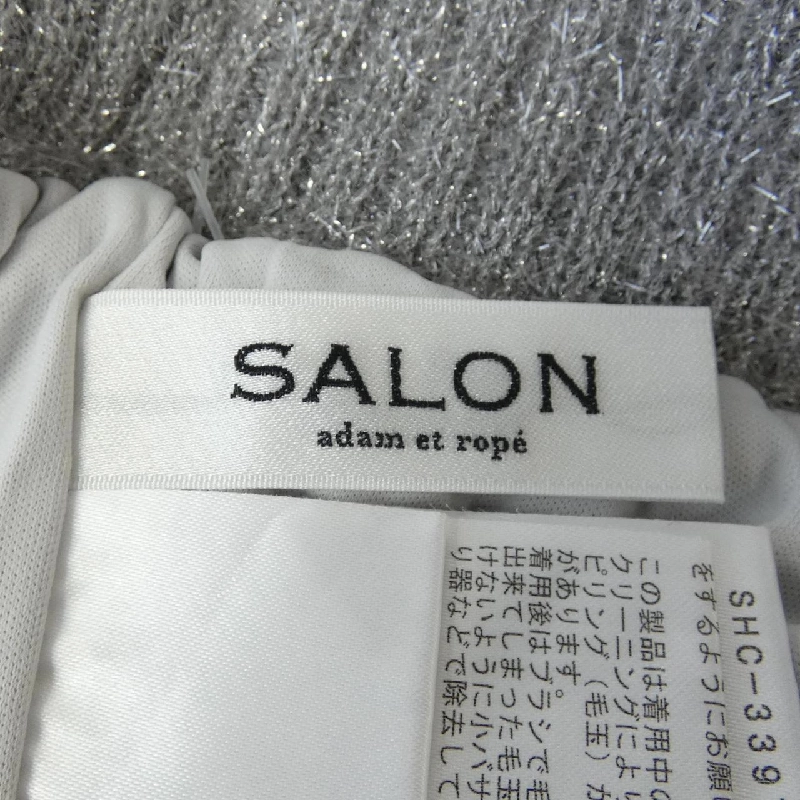 SALON
adam et ropé
SHC-339
をするようにお願
この製品は着用中の
クリーニングにより
ピリング（毛玉）が
があります。
着用後はブラシで毛
出来てしまった毛玉
けないように小バサ
り器などで除去して